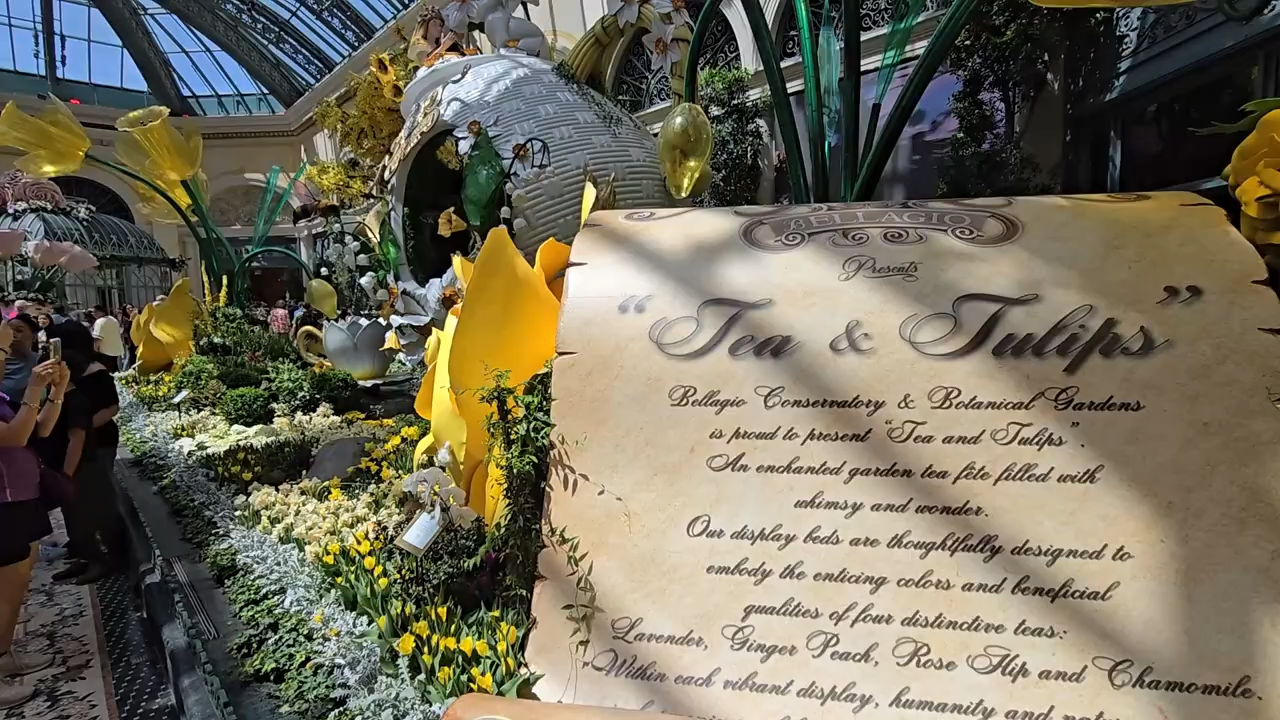 BELLAGIO
Presents
“Tea & Tulips”
Bellagio Conservatory & Botanical Gardens
is proud to present “Tea and Tulips”.
An enchanted garden tea fête filled with
whimsy and wonder.
Our display beds are thoughtfully designed to
embody the enticing colors and beneficial
qualities of four distinctive teas:
Lavender, Ginger Peach, Rose Hip and Chamomile.
Within each vibrant display, humanity and